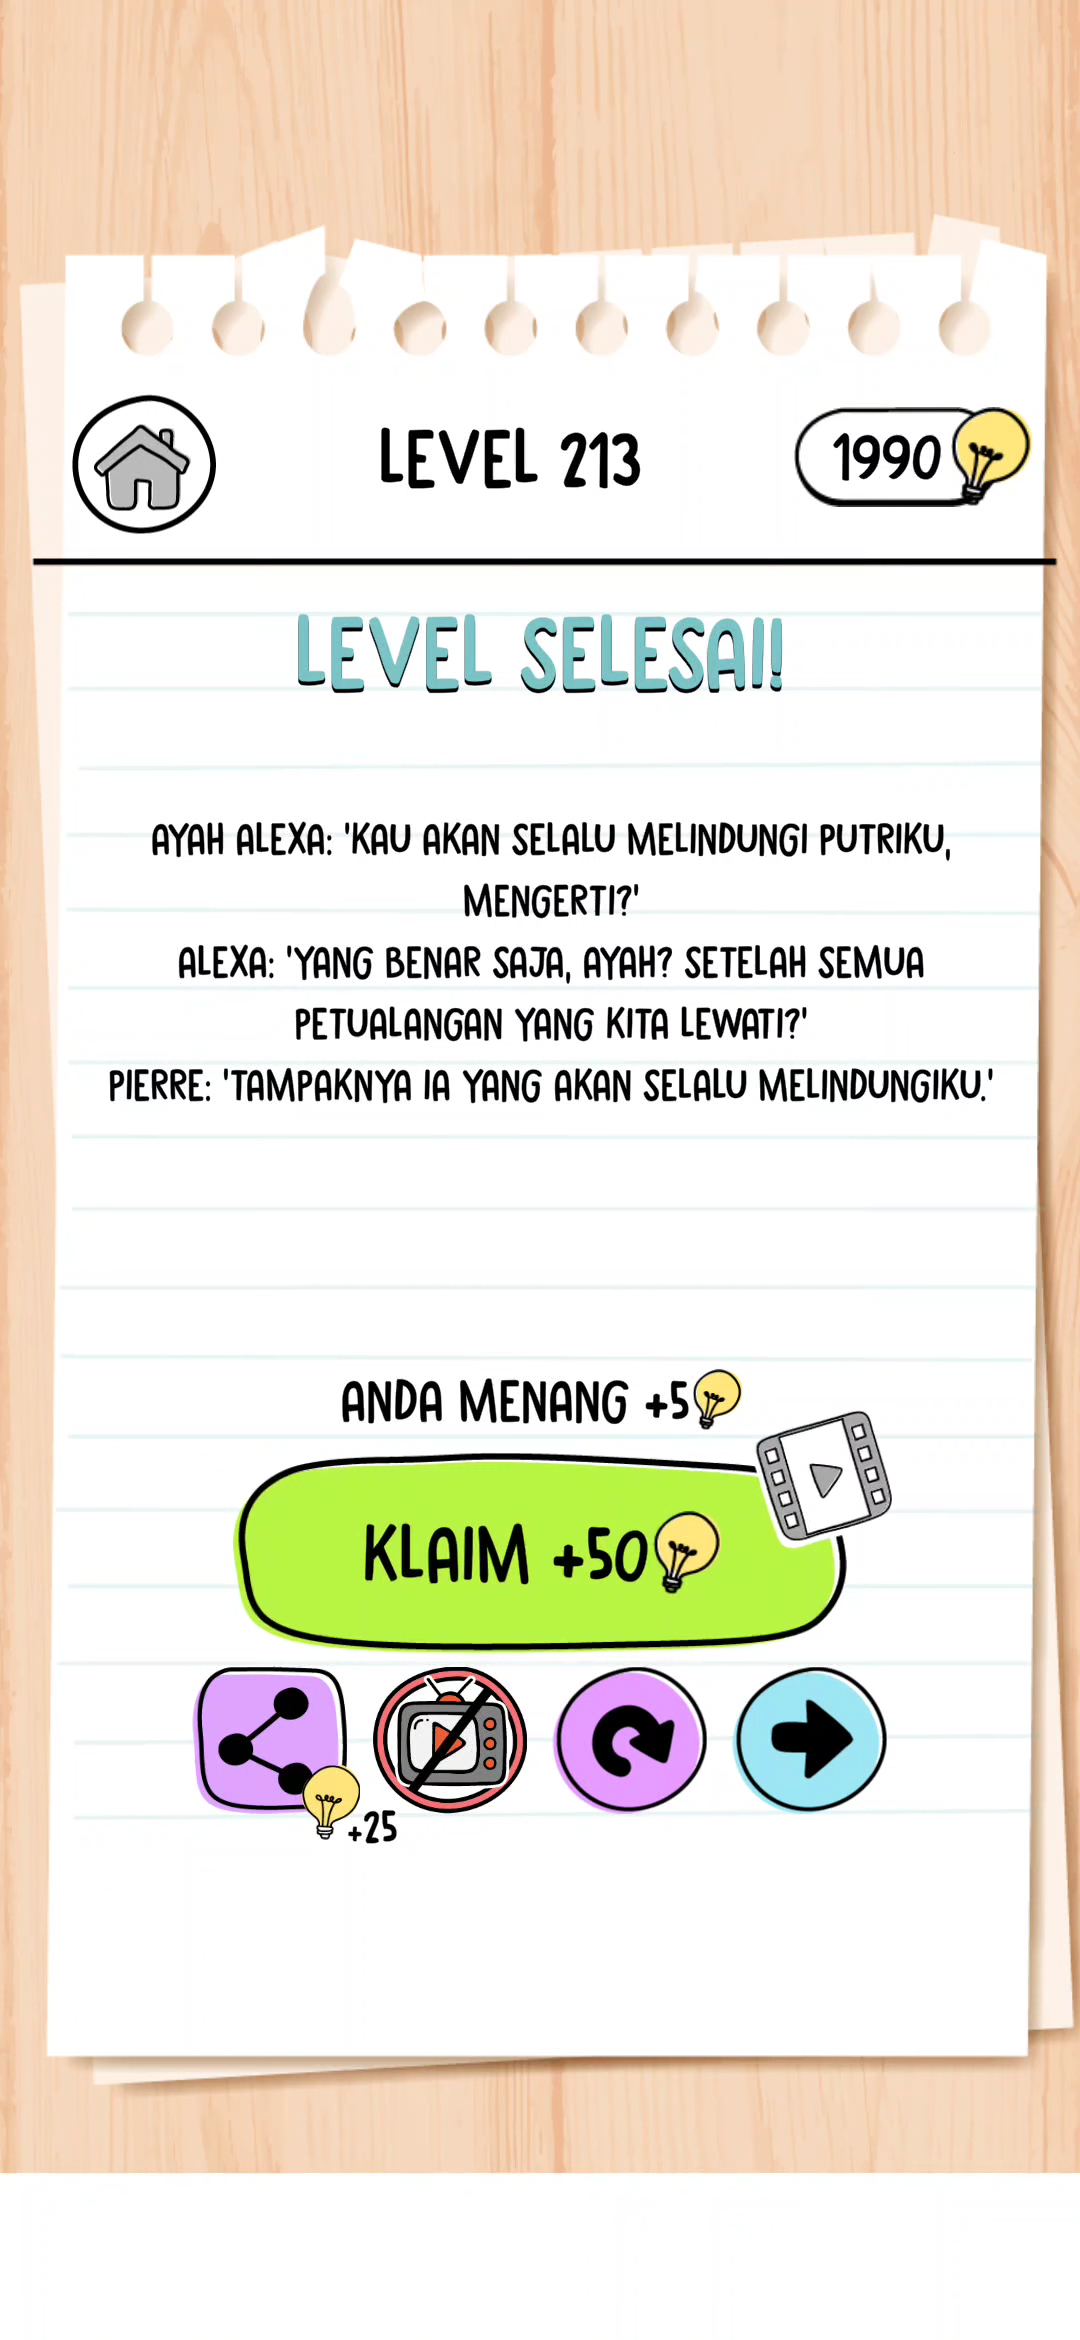 LEVEL 213
1990
LEVEL SELESAI!
AYAH ALEXA: 'KAU AKAN SELALU MELINDUNGI PUTRIKU,
MENGERTI?'
ALEXA: 'YANG BENAR SAJA, AYAH? SETELAH SEMUA
PETUALANGAN YANG KITA LEWATI?'
PIERRE: 'TAMPAKNYA IA YANG AKAN SELALU MELINDUNGIKU.'
ANDA MENANG +5
KLAIM +50
+25